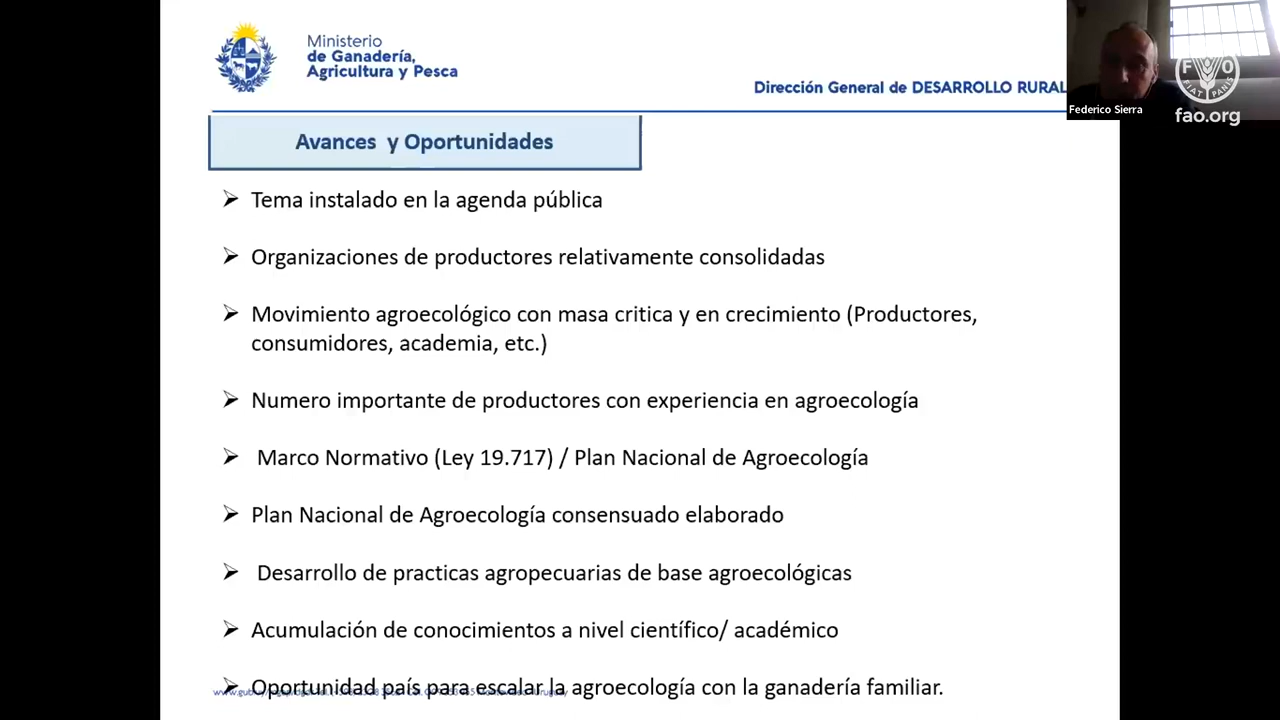 Ministerio
de Ganadería,
Agricultura y Pesca
Dirección General de DESARROLLO RURAL
Federico Sierra
F O
FIAT PANIS
fao.org
Avances y Oportunidades
➢ Tema instalado en la agenda pública
➢ Organizaciones de productores relativamente consolidadas
➢ Movimiento agroecológico con masa critica y en crecimiento (Productores,
consumidores, academia, etc.)
➢ Numero importante de productores con experiencia en agroecología
➢ Marco Normativo (Ley 19.717) / Plan Nacional de Agroecología
➢ Plan Nacional de Agroecología consensuado elaborado
➢ Desarrollo de practicas agropecuarias de base agroecológicas
➢ Acumulación de conocimientos a nivel científico/ académico
➢ Oportunidad país para escalar la agroecología con la ganadería familiar.